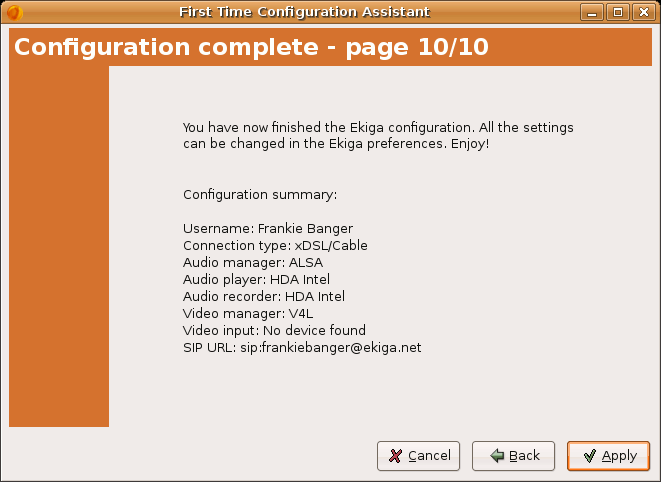 First Time Configuration Assistant
Configuration complete - page 10/10
You have now finished the Ekiga configuration. All the settings
can be changed in the Ekiga preferences. Enjoy!
Configuration summary:
Username: Frankie Banger
Connection type: xDSL/Cable
Audio manager: ALSA
Audio player: HDA Intel
Audio recorder: HDA Intel
Video manager: V4L
Video input: No device found
SIP URL: sip:frankiebanger@ekiga.net
Cancel Back Apply